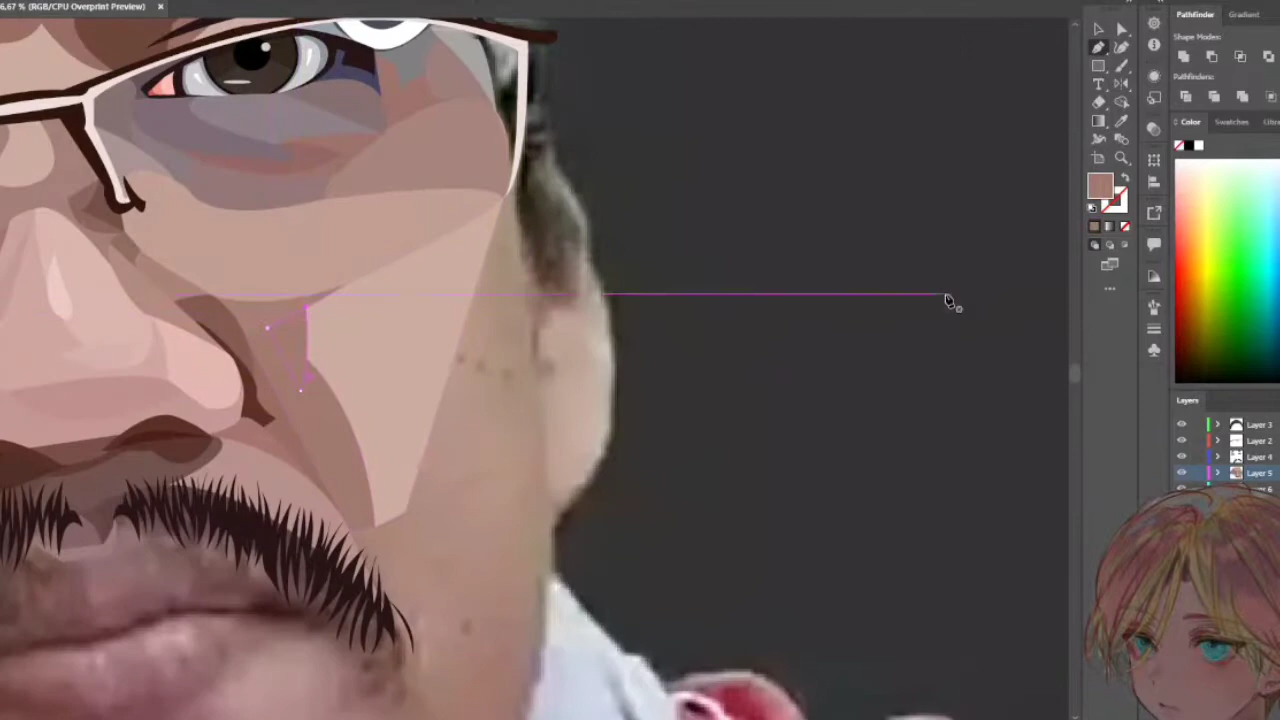 6,67 % (RGB/CPU Overprint Preview) ×
Pathfinder Gradient
Shape Modes:
Pathfinders:
Color Swatches
Layers
Layer 3
Layer 2
Layer 4
Layer 5